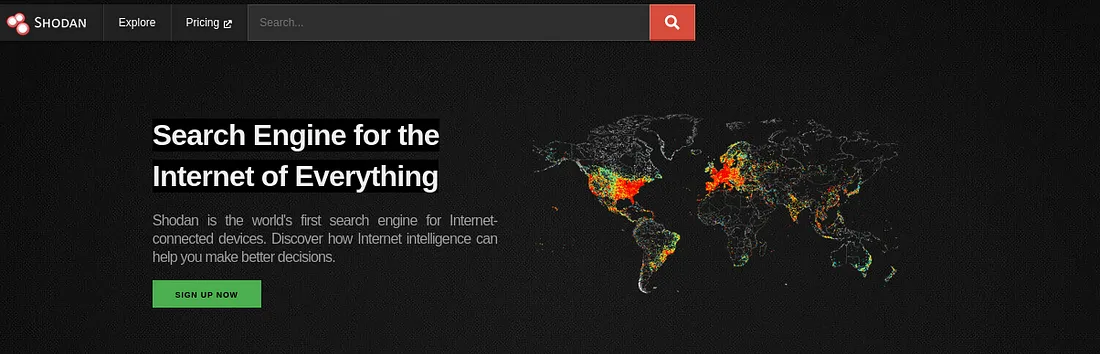 SHODAN
Explore
Pricing
Search...
Search Engine for the
Internet of Everything
Shodan is the world's first search engine for Internet-
connected devices. Discover how Internet intelligence can
help you make better decisions.
SIGN UP NOW